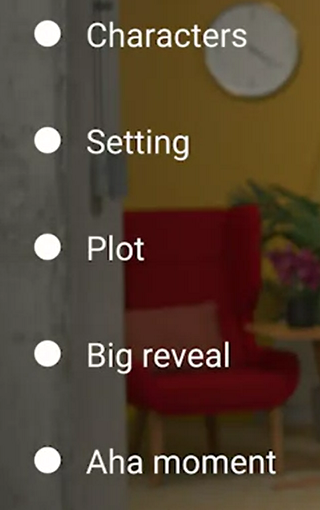 Characters
Setting
Plot
Big reveal
Aha moment